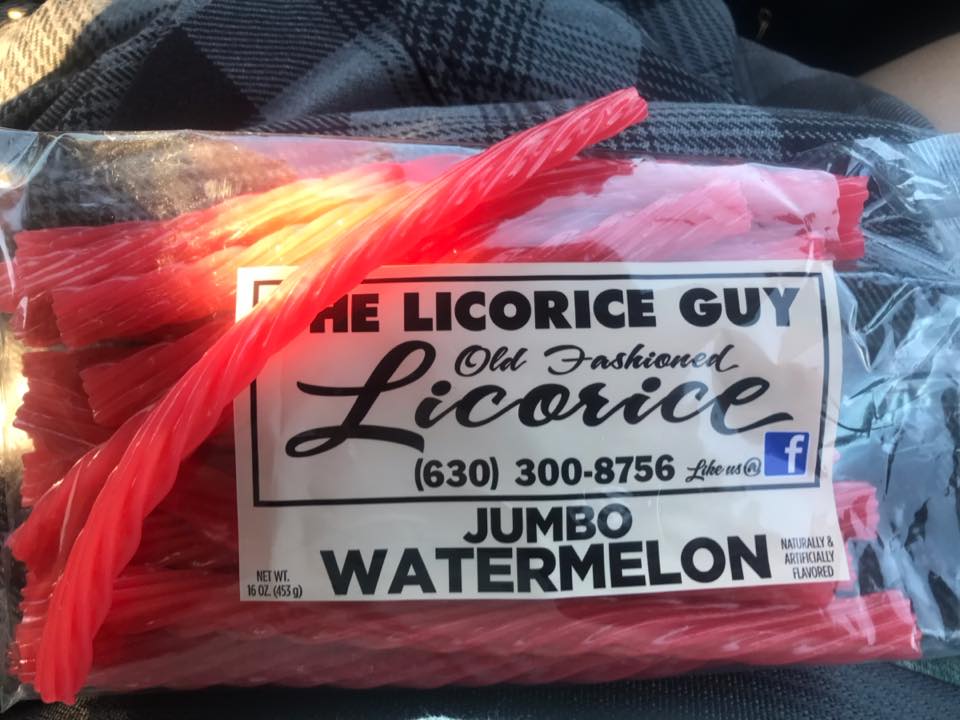 THE LICORICE GUY
Old Fashioned
Licorice
(630) 300-8756 Like us @ f
JUMBO
WATERMELON
NATURALLY &
ARTIFICIALLY
FLAVORED
NET WT.
16 OZ. (453 g)